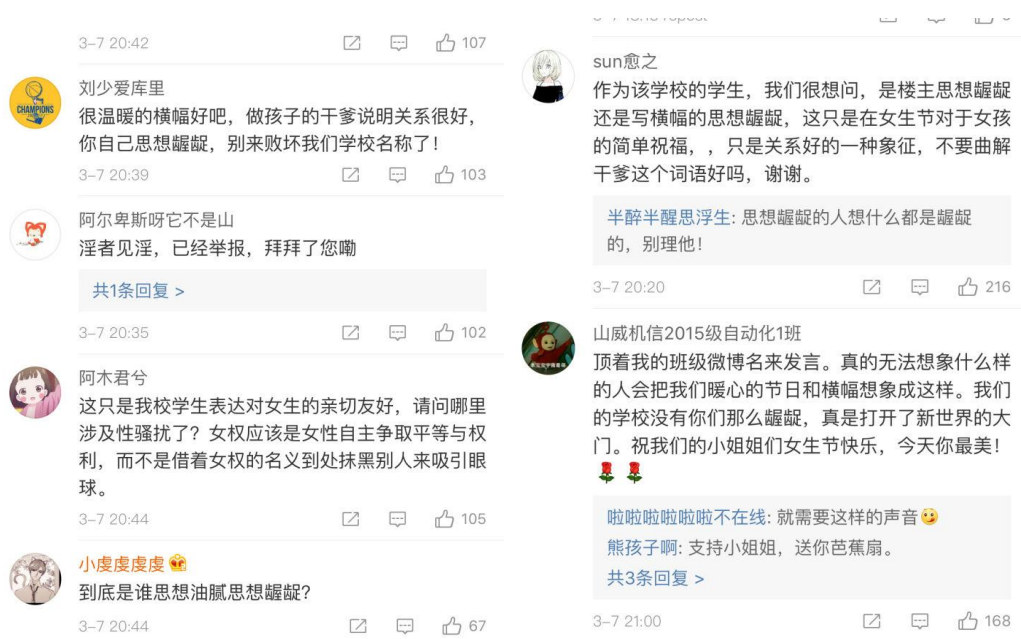 3-7 20:42
107
刘少爱库里
很温暖的横幅好吧，做孩子的干爹说明关系很好，
你自己思想龌龊，别来败坏我们学校名称了！
3-7 20:39
103
阿尔卑斯呀它不是山
淫者见淫，已经举报，拜拜了您嘞
共1条回复 >
3-7 20:35
102
阿木君兮
这只是我校学生表达对女生的亲切友好，请问哪里
涉及性骚扰了？女权应该是女性自主争取平等与权
利，而不是借着女权的名义到处抹黑别人来吸引眼
球。
3-7 20:44
105
小虔虔虔虔
到底是谁思想油腻思想龌龊？
3-7 20:44
67
sun愈之
作为该学校的学生，我们很想问，是楼主思想龌龊
还是写横幅的思想龌龊，这只是在女生节对于女孩
的简单祝福，，只是关系好的一种象征，不要曲解
干爹这个词语好吗，谢谢。
半醉半醒思浮生: 思想龌龊的人想什么都是龌龊
的，别理他！
3-7 20:20
216
山威机信2015级自动化1班
顶着我的班级微博名来发言。真的无法想象什么样
的人会把我们暖心的节日和横幅想象成这样。我们
的学校没有你们那么龌龊，真是打开了新世界的大
门。祝我们的小姐姐们女生节快乐，今天你最美！
🌹🌹
啦啦啦啦啦啦不在线: 就需要这样的声音
熊孩子啊: 支持小姐姐，送你芭蕉扇。
共3条回复 >
3-7 21:00
168
CHAMPIONS